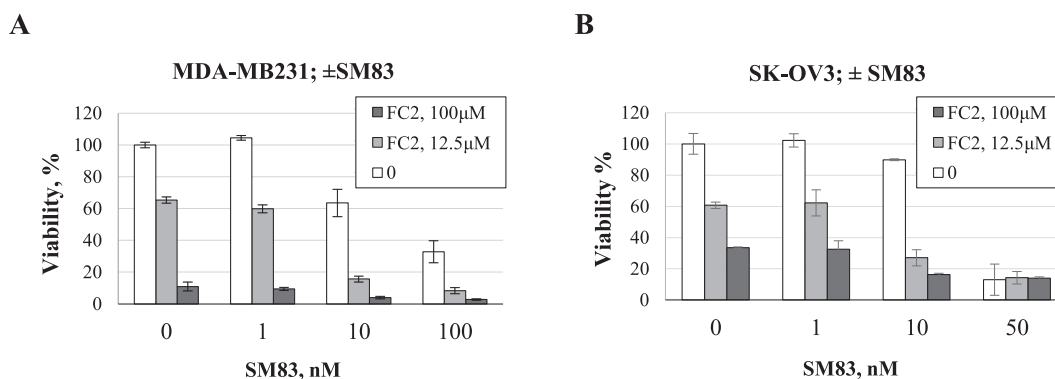 A
MDA-MB231; ±SM83
120
100
80
60
40
20
0
Viability, %
FC2, 100µM
FC2, 12.5µM
0
0 1 10 100
SM83, nM
B
SK-OV3; ± SM83
120
100
80
60
40
20
0
Viability %
FC2, 100µM
FC2, 12.5µM
0
0 1 10 50
SM83, nM